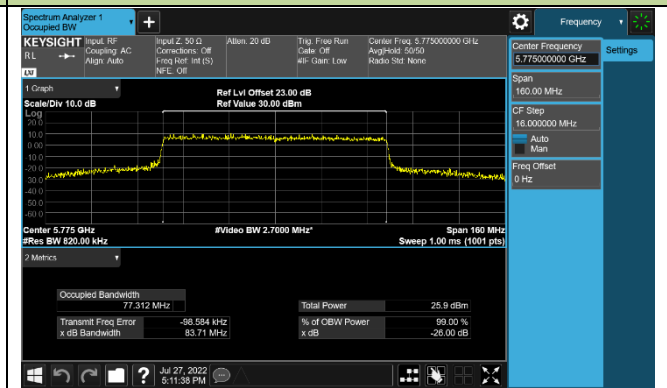 Spectrum Analyzer 1
Occupied BW
+
Frequency
KEYSIGHT
RL
LXI
Input: RF
Coupling: AC
Align: Auto
Input Z: 50 Ω
Corrections: Off
Freq Ref: Int (S)
NFE: Off
Atten: 20 dB
Trig: Free Run
Gate: Off
#IF Gain: Low
Center Freq: 5.775000000 GHz
Avg|Hold: 50/50
Radio Std: None
Center Frequency
5.775000000 GHz
Settings
Span
160.00 MHz
CF Step
16.000000 MHz
Auto
Man
Freq Offset
0 Hz
1 Graph
Scale/Div 10.0 dB
Ref Lvl Offset 23.00 dB
Ref Value 30.00 dBm
Log
20.0
10.0
0.00
-10.0
-20.0
-30.0
-40.0
-50.0
-60.0
Center 5.775 GHz
#Video BW 2.7000 MHz*
Span 160 MHz
#Res BW 820.00 kHz
Sweep 1.00 ms (1001 pts)
2 Metrics
Occupied Bandwidth
77.312 MHz
Total Power
25.9 dBm
Transmit Freq Error
-98.584 kHz
% of OBW Power
99.00 %
x dB Bandwidth
83.71 MHz
x dB
-26.00 dB
?
Jul 27, 2022
5:11:38 PM